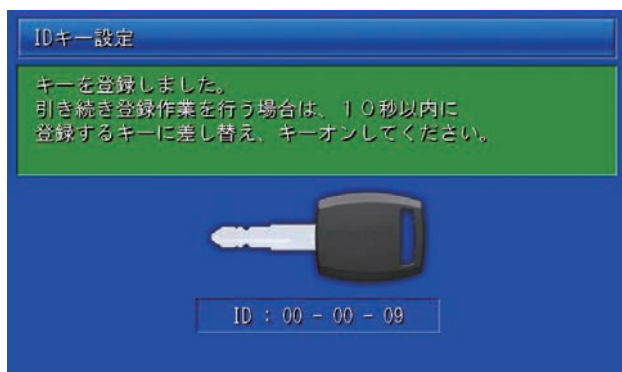 IDキー設定
キーを登録しました。
引き続き登録作業を行う場合は、１０秒以内に
登録するキーに差し替え、キーオンしてください。
ID : 00 - 00 - 09